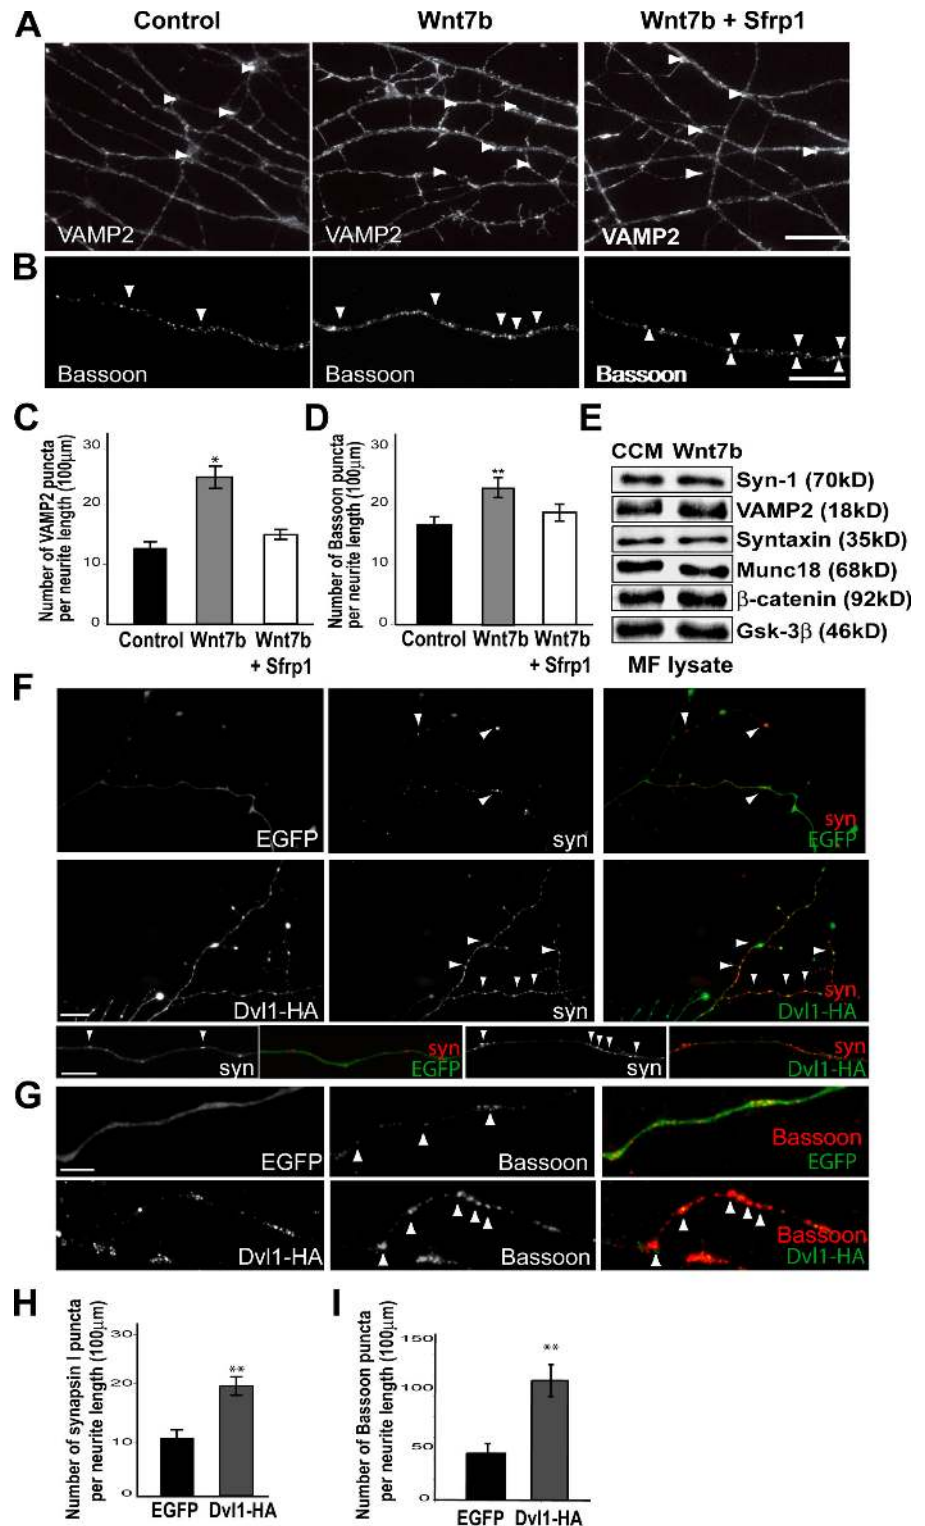 A Control Wnt7b Wnt7b + Sfrp1
VAMP2 VAMP2 VAMP2
B
Bassoon Bassoon Bassoon
C
Number of VAMP2 puncta
per neurite length (100μm)
30
20
10
0
Control Wnt7b Wnt7b
+ Sfrp1
*
D
Number of Bassoon puncta
per neurite length (100μm)
30
20
10
0
Control Wnt7b Wnt7b
+ Sfrp1
**
E
CCM Wnt7b
Syn-1 (70kD)
VAMP2 (18kD)
Syntaxin (35kD)
Munc18 (68kD)
β-catenin (92kD)
Gsk-3β (46kD)
MF lysate
F
EGFP syn syn
EGFP
Dvl1-HA syn syn
Dvl1-HA
syn syn
EGFP syn syn
Dvl1-HA
G
EGFP Bassoon Bassoon
EGFP
Dvl1-HA Bassoon Bassoon
Dvl1-HA
H
Number of synapsin I puncta
per neurite length (100μm)
30
20
10
0
EGFP Dvl1-HA
**
I
Number of Bassoon puncta
per neurite length (100μm)
150
100
50
0
EGFP Dvl1-HA
**